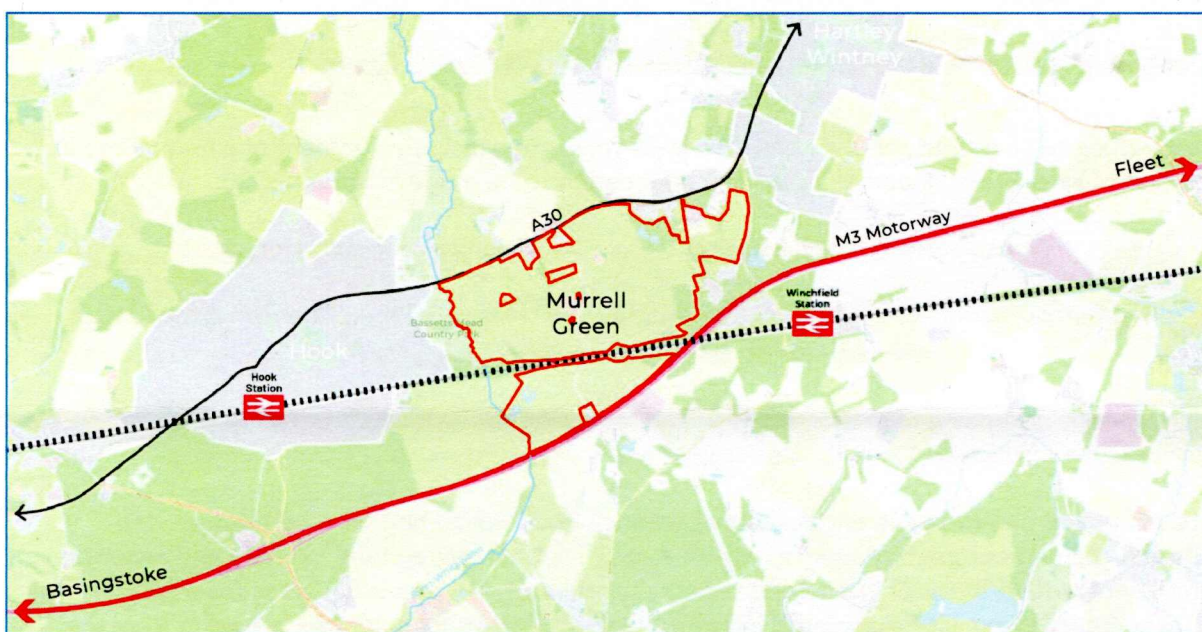 Hartley
Wintney
Fleet
A30
M3 Motorway
Murrell
Green
Winchfield
Station
Bassetts Mead
Country Park
Hook
Hook
Station
Basingstoke